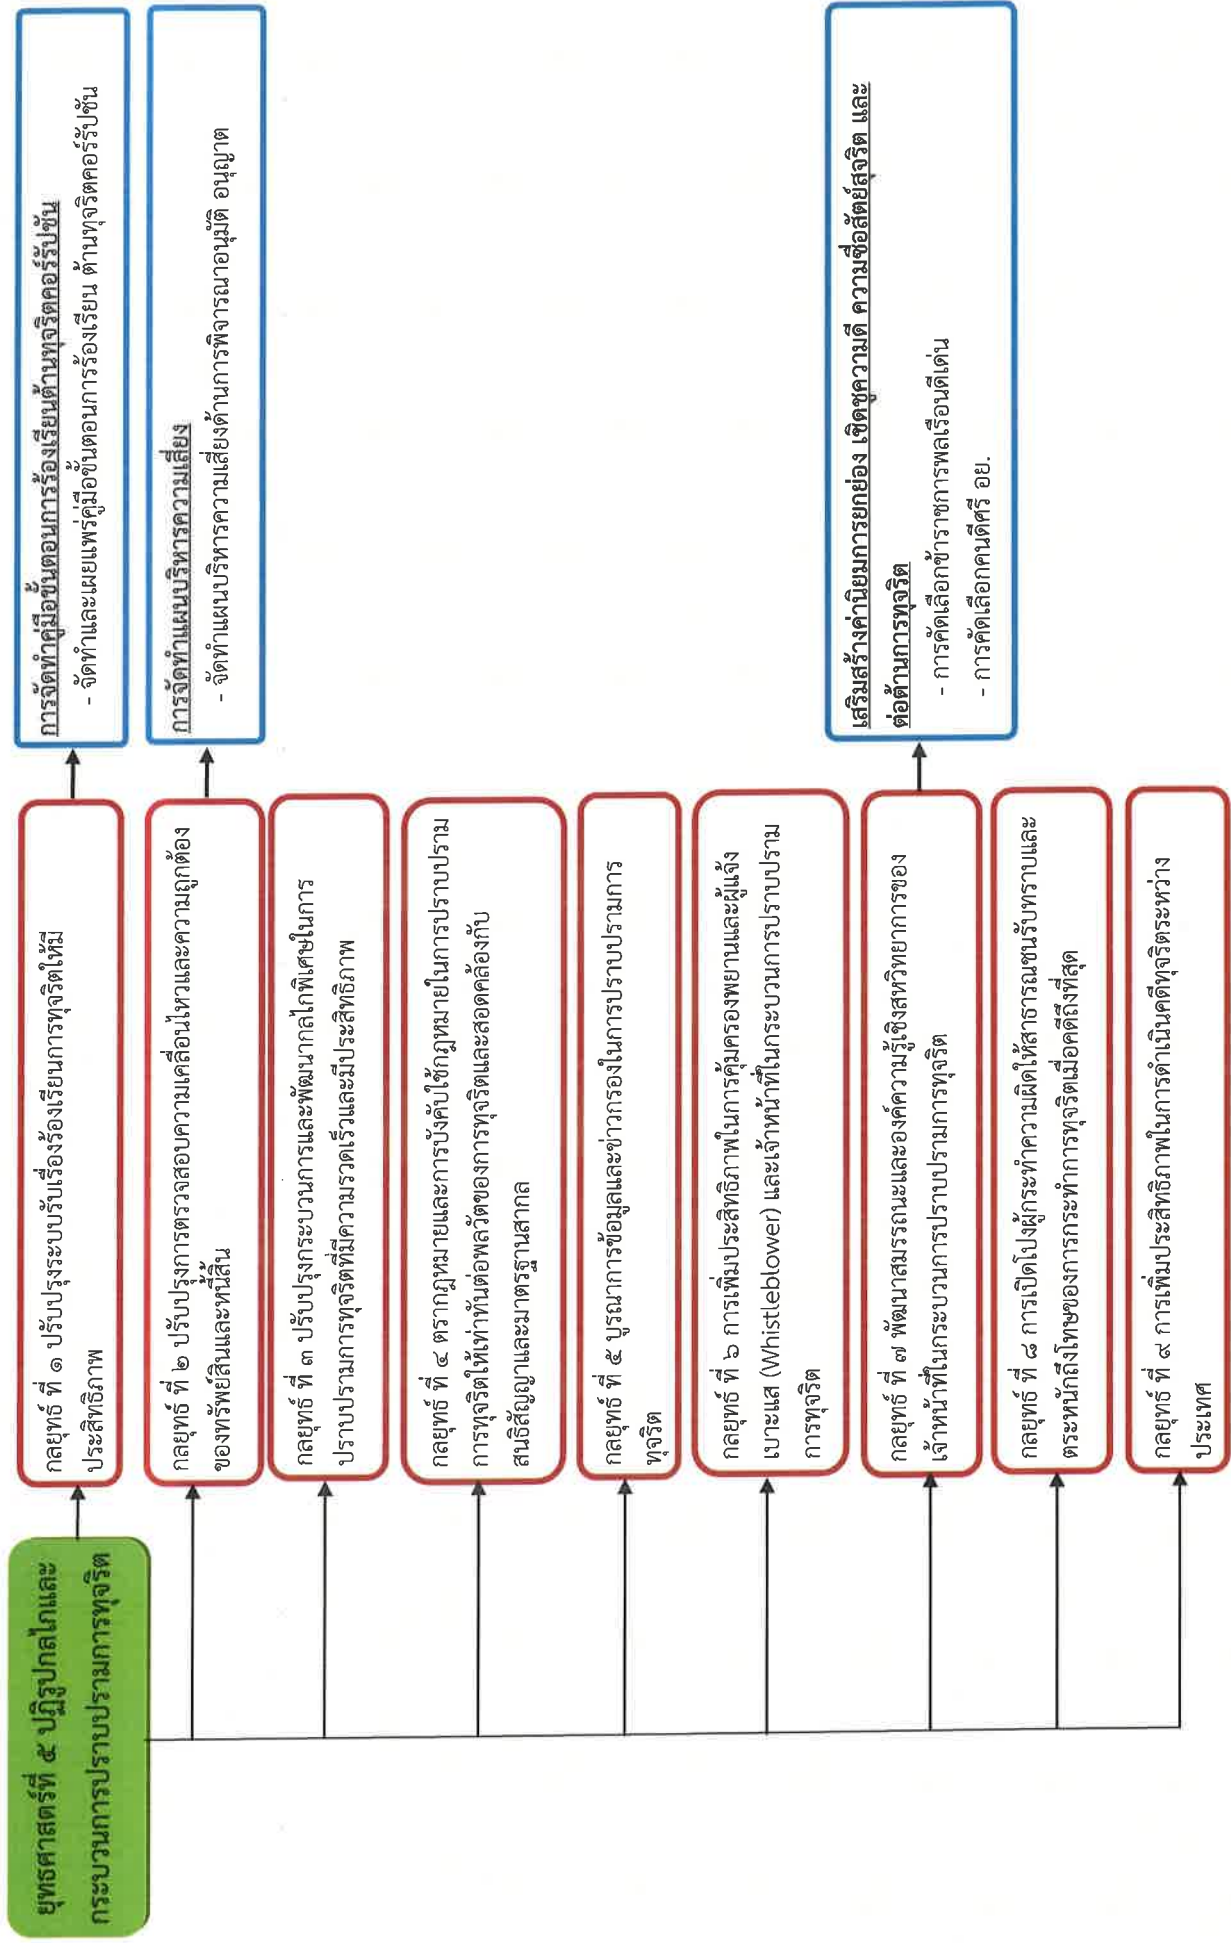 ยุทธศาสตร์ที่ ๕ ปฏิรูปกลไกและ
กระบวนการปราบปรามการทุจริต
กลยุทธ์ ที่ ๑ ปรับปรุงระบบปรับเรื่องร้องเรียนการทุจริตให้มี
ประสิทธิภาพ
การจัดทำคู่มือขั้นตอนการร้องเรียนด้านทุจริตคอร์รัปชัน
- จัดทำและเผยแพร่คู่มือขั้นตอนการร้องเรียน ด้านทุจริตคอร์รัปชัน
กลยุทธ์ ที่ ๒ ปรับปรุงการตรวจสอบความเคลื่อนไหวและความถูกต้อง
ของทรัพย์สินและหนี้สิน
การจัดทำแผนบริหารความเสี่ยง
- จัดทำแผนบริหารความเสี่ยงด้านการพิจารณาอนุมัติ อนุญาต
กลยุทธ์ ที่ ๓ ปรับปรุงกระบวนการและพัฒนากลไกพิเศษในการ
ปราบปรามการทุจริตที่มีความรวดเร็วและมีประสิทธิภาพ
กลยุทธ์ ที่ ๔ ตรากฎหมายและการบังคับใช้กฎหมายในการปราบปราม
การทุจริตให้เท่าทันต่อพลวัตของการทุจริตและสอดคล้องกับ
สนธิสัญญาและมาตรฐานสากล
กลยุทธ์ ที่ ๕ บูรณาการข้อมูลและข่าวกรองในการปราบปรามการ
ทุจริต
กลยุทธ์ ที่ ๖ การเพิ่มประสิทธิภาพในการคุ้มครองพยานและผู้แจ้ง
เบาะแส (Whistleblower) และเจ้าหน้าที่ในกระบวนการปราบปราม
การทุจริต
กลยุทธ์ ที่ ๗ พัฒนาสมรรถนะและองค์ความรู้เชิงสหวิทยาการของ
เจ้าหน้าที่ในกระบวนการปราบปรามการทุจริต
เสริมสร้างค่านิยมการยกย่อง เชิดชูความดี ความซื่อสัตย์สุจริต และ
ต่อต้านการทุจริต
- การคัดเลือกข้าราชการพลเรือนดีเด่น
- การคัดเลือกคนดีศรี อย.
กลยุทธ์ ที่ ๘ การเปิดโปงผู้กระทำความผิดให้สาธารณชนรับทราบและ
ตระหนักถึงโทษของการกระทำการทุจริตเมื่อคดีถึงที่สุด
กลยุทธ์ ที่ ๙ การเพิ่มประสิทธิภาพในการดำเนินคดีทุจริตระหว่าง
ประเทศ